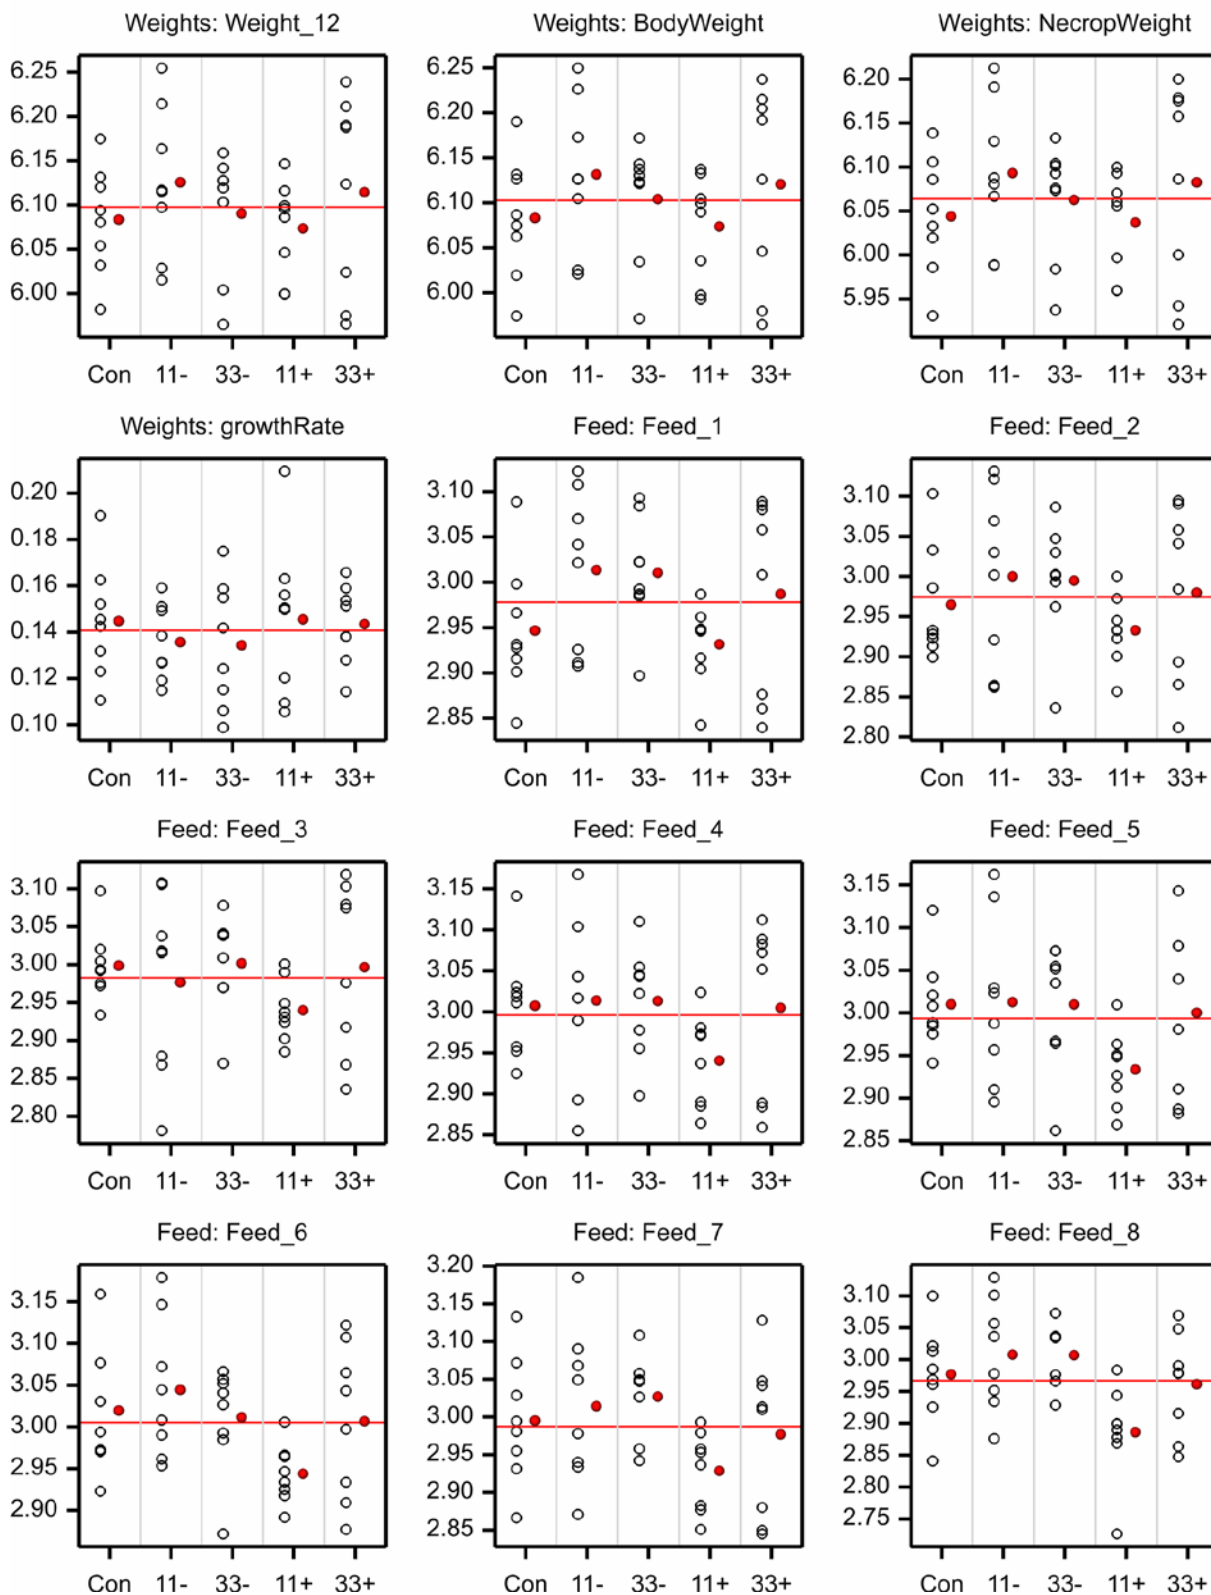 Weights: Weight_12 Weights: BodyWeight Weights: NecropWeight
6.25 6.25 6.20
6.20 6.20 6.15
6.15 6.15 6.10
6.10 6.10 6.05
6.05 6.05 6.00
6.00 6.00 5.95
Con 11- 33- 11+ 33+ Con 11- 33- 11+ 33+ Con 11- 33- 11+ 33+
Weights: growthRate Feed: Feed_1 Feed: Feed_2
0.20 3.10 3.10
0.18 3.05 3.05
0.16 3.00 3.00
0.14 2.95 2.95
0.12 2.90 2.90
0.10 2.85 2.85
2.80
Con 11- 33- 11+ 33+ Con 11- 33- 11+ 33+ Con 11- 33- 11+ 33+
Feed: Feed_3 Feed: Feed_4 Feed: Feed_5
3.10 3.15 3.15
3.05 3.10 3.10
3.00 3.05 3.05
2.95 3.00 3.00
2.90 2.95 2.95
2.85 2.90 2.90
2.80 2.85 2.85
Con 11- 33- 11+ 33+ Con 11- 33- 11+ 33+ Con 11- 33- 11+ 33+
Feed: Feed_6 Feed: Feed_7 Feed: Feed_8
3.15 3.20 3.10
3.10 3.15 3.05
3.05 3.10 3.00
3.00 3.05 2.95
2.95 3.00 2.90
2.90 2.95 2.85
2.90 2.80
2.85 2.75
Con 11- 33- 11+ 33+ Con 11- 33- 11+ 33+ Con 11- 33- 11+ 33+